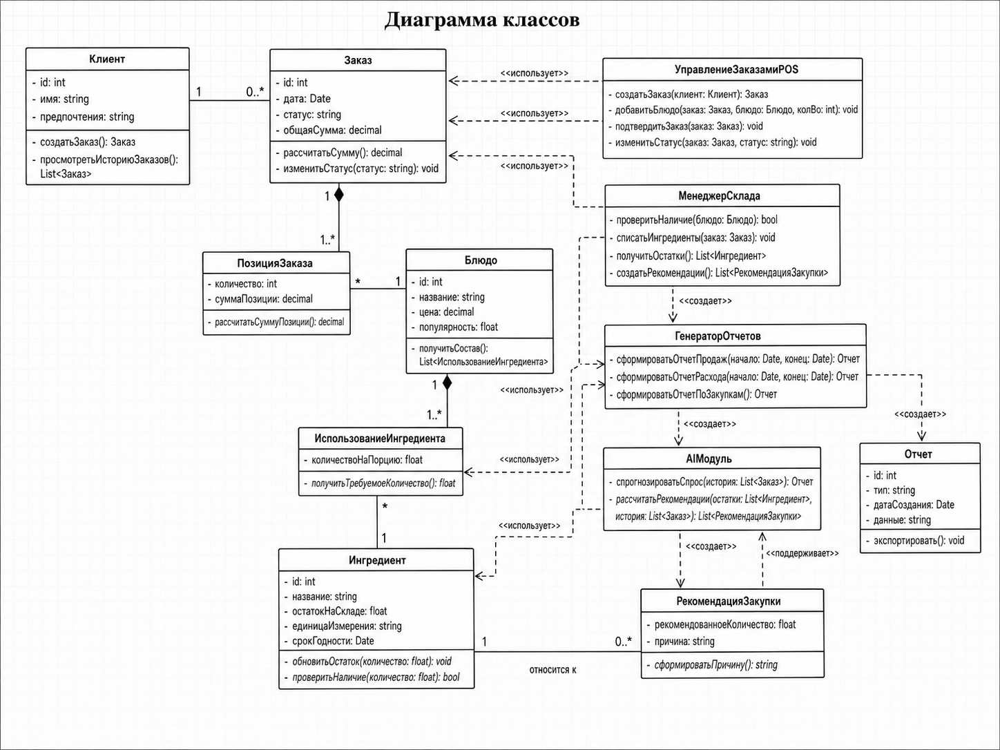 Диаграмма классов
Клиент
- id: int
- имя: string
- предпочтения: string
- создатьЗаказ(): Заказ
- просмотретьИсториюЗаказов():
List<Заказ>
1
0..*
Заказ
- id: int
- дата: Date
- статус: string
- общаяСумма: decimal
- рассчитатьСумму(): decimal
- изменитьСтатус(статус: string): void
<<использует>>
<<использует>>
<<использует>>
УправлениеЗаказамиPOS
- создатьЗаказ(клиент: Клиент): Заказ
- добавитьБлюдо(заказ: Заказ, блюдо: Блюдо, колВо: int): void
- подтвердитьЗаказ(заказ: Заказ): void
- изменитьСтатус(заказ: Заказ, статус: string): void
МенеджерСклада
- проверитьНаличие(блюдо: Блюдо): bool
- списатьИнгредиенты(заказ: Заказ): void
- получитьОстатки(): List<Ингредиент>
- создатьРекомендации(): List<РекомендацияЗакупки>
1
1..*
ПозицияЗаказа
- количество: int
- суммаПозиции: decimal
- рассчитатьСуммуПозиции(): decimal
*
1
Блюдо
- id: int
- название: string
- цена: decimal
- популярность: float
- получитьСостав():
List<ИспользованиеИнгредиента>
<<создает>>
ГенераторОтчетов
- сформироватьОтчетПродаж(начало: Date, конец: Date): Отчет
- сформироватьОтчетРасхода(начало: Date, конец: Date): Отчет
- сформироватьОтчетПоЗакупкам(): Отчет
1
1..*
<<использует>>
<<создает>>
<<создает>>
ИспользованиеИнгредиента
- количествоНаПорцию: float
- получитьТребуемоеКоличество(): float
<<использует>>
AIМодуль
- спрогнозироватьСпрос(история: List<Заказ>): Отчет
- рассчитатьРекомендации(остатки: List<Ингредиент>,
история: List<Заказ>): List<РекомендацияЗакупки>
Отчет
- id: int
- тип: string
- датаСоздания: Date
- данные: string
- экспортировать(): void
*
1
<<использует>>
<<создает>>
<<поддерживает>>
Ингредиент
- id: int
- название: string
- остатокНаСкладе: float
- единицаИзмерения: string
- срокГодности: Date
- обновитьОстаток(количество: float): void
- проверитьНаличие(количество: float): bool
1
0..*
относится к
РекомендацияЗакупки
- рекомендованноеКоличество: float
- причина: string
- сформироватьПричину(): string